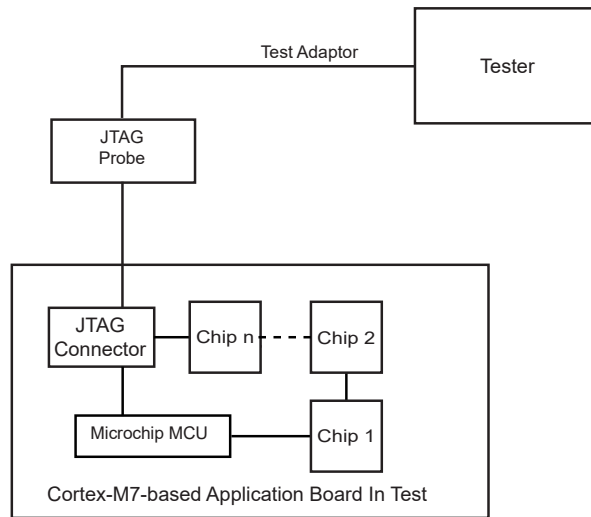 Test Adaptor
Tester
JTAG
Probe
JTAG
Connector
Chip n
Chip 2
Microchip MCU
Chip 1
Cortex-M7-based Application Board In Test